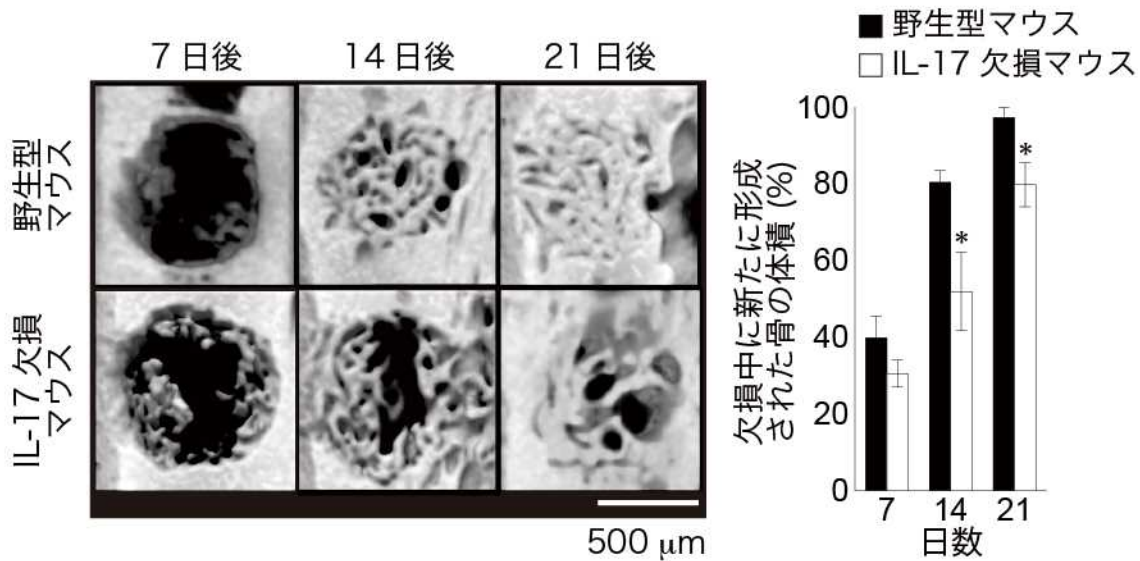 7 日後
14 日後
21 日後
野生型
マウス
IL-17 欠損
マウス
500 μm
野生型マウス
IL-17 欠損マウス
欠損中に新たに形成
された骨の体積 (%)
100
80
60
40
20
0
*
*
7
14
21
日数